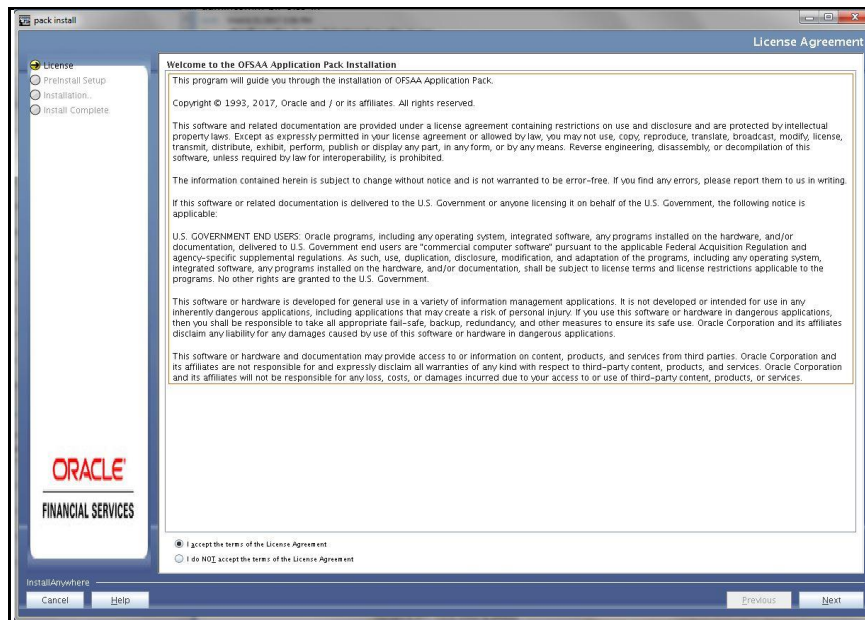 pack install
License Agreement
License
PreInstall Setup
Installation..
Install Complete
Welcome to the OFSAA Application Pack Installation
This program will guide you through the installation of OFSAA Application Pack.
Copyright © 1993, 2017, Oracle and / or its affiliates. All rights reserved.
This software and related documentation are provided under a license agreement containing restrictions on use and disclosure and are protected by intellectual
property laws. Except as expressly permitted in your license agreement or allowed by law, you may not use, copy, reproduce, translate, broadcast, modify, license,
transmit, distribute, exhibit, perform, publish or display any part, in any form, or by any means. Reverse engineering, disassembly, or decompilation of this
software, unless required by law for interoperability, is prohibited.
The information contained herein is subject to change without notice and is not warranted to be error-free. If you find any errors, please report them to us in writing.
If this software or related documentation is delivered to the U.S. Government or anyone licensing it on behalf of the U.S. Government, the following notice is
applicable:
U.S. GOVERNMENT END USERS: Oracle programs, including any operating system, integrated software, any programs installed on the hardware, and/or
documentation, delivered to U.S. Government end users are "commercial computer software" pursuant to the applicable Federal Acquisition Regulation and
agency-specific supplemental regulations. As such, use, duplication, disclosure, modification, and adaptation of the programs, including any operating system,
integrated software, any programs installed on the hardware, and/or documentation, shall be subject to license terms and license restrictions applicable to the
programs. No other rights are granted to the U.S. Government.
This software or hardware is developed for general use in a variety of information management applications. It is not developed or intended for use in any
inherently dangerous applications, including applications that may create a risk of personal injury. If you use this software or hardware in dangerous applications,
then you shall be responsible to take all appropriate fail-safe, backup, redundancy, and other measures to ensure its safe use. Oracle Corporation and its affiliates
disclaim any liability for any damages caused by use of this software or hardware in dangerous applications.
This software or hardware and documentation may provide access to or information on content, products, and services from third parties. Oracle Corporation and
its affiliates are not responsible for and expressly disclaim all warranties of any kind with respect to third-party content, products, and services. Oracle Corporation
and its affiliates will not be responsible for any loss, costs, or damages incurred due to your access to or use of third-party content, products, or services.
ORACLE
FINANCIAL SERVICES
I accept the terms of the License Agreement
I do NOT accept the terms of the License Agreement
InstallAnywhere
Cancel
Help
Previous
Next